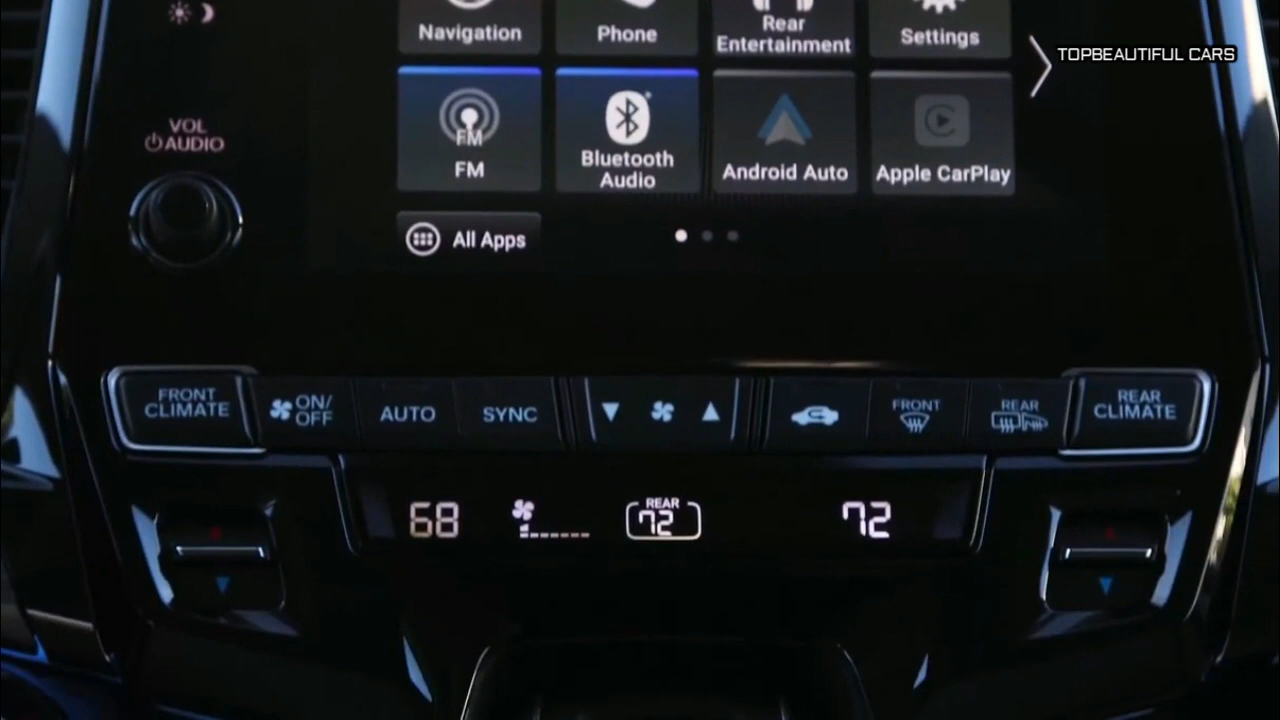 Navigation
Phone
Rear
Entertainment
Settings
TOPBEAUTIFUL CARS
VOL
AUDIO
FM
FM
Bluetooth
Audio
Android Auto
Apple CarPlay
All Apps
FRONT
CLIMATE
ON/
OFF
AUTO
SYNC
FRONT
REAR
REAR
CLIMATE
68
REAR
72
72